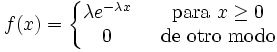 f(x) = { λe^{-λx} para x ≥ 0
0 de otro modo